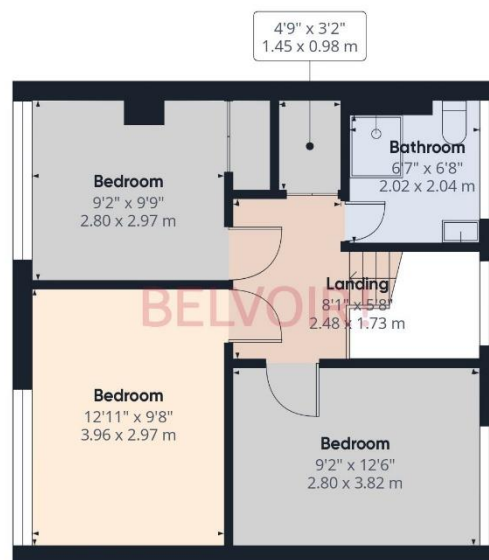 4'9" x 3'2"
1.45 x 0.98 m
Bedroom
9'2" x 9'9"
2.80 x 2.97 m
Bathroom
6'7" x 6'8"
2.02 x 2.04 m
Landing
8'1" x 5'8"
2.48 x 1.73 m
BELVOIR!
Bedroom
12'11" x 9'8"
3.96 x 2.97 m
Bedroom
9'2" x 12'6"
2.80 x 3.82 m